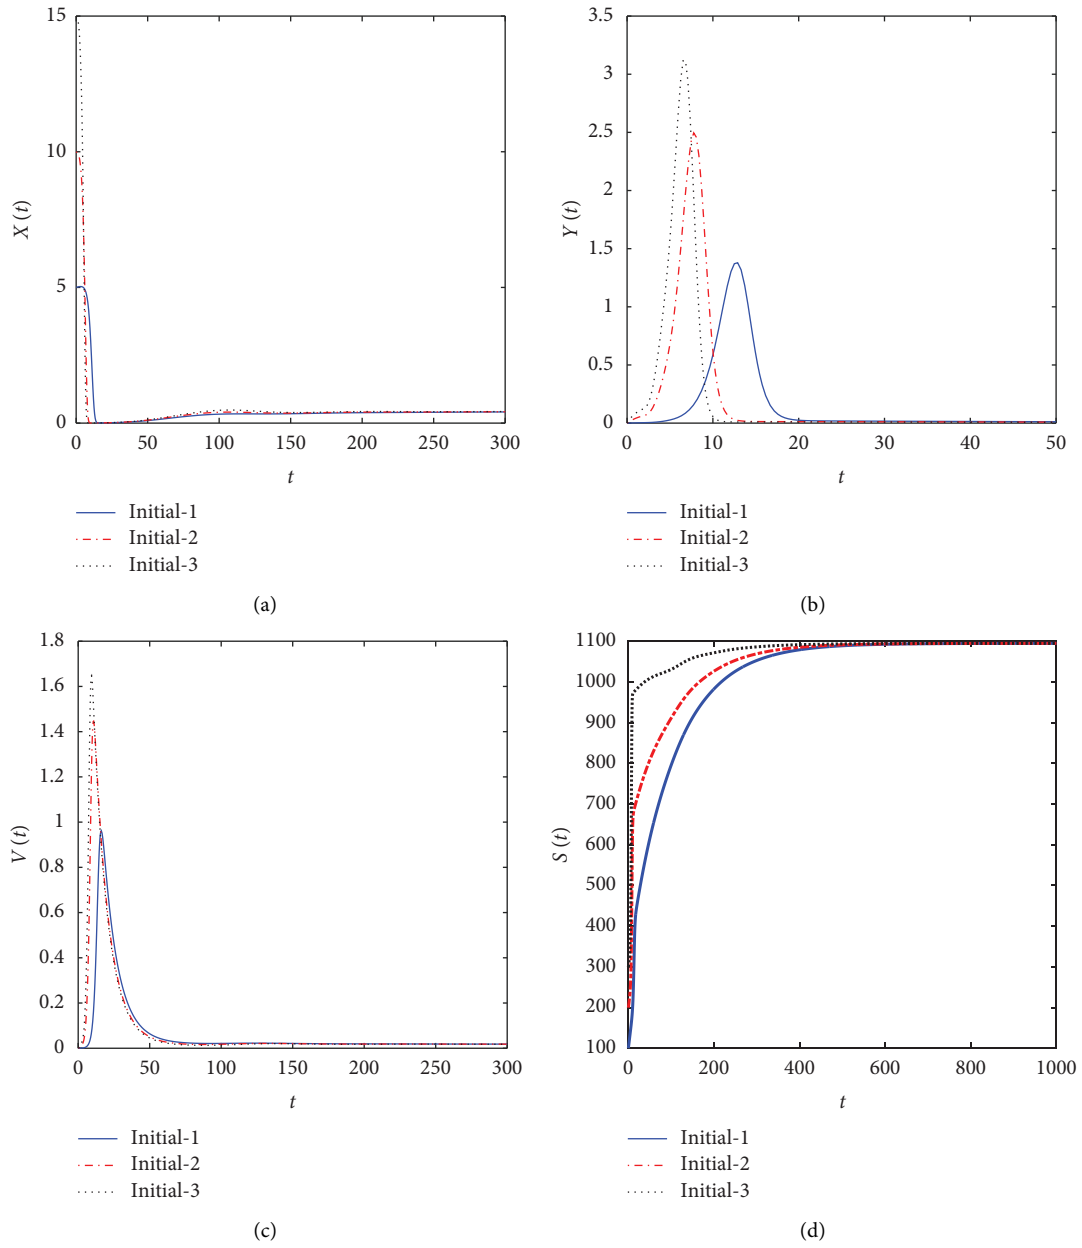 15
10
5
0
X (t)
0 50 100 150 200 250 300
t
Initial-1
Initial-2
Initial-3
(a)
3.5
3
2.5
2
1.5
1
0.5
0
Y (t)
0 10 20 30 40 50
t
Initial-1
Initial-2
Initial-3
(b)
1.8
1.6
1.4
1.2
1
0.8
0.6
0.4
0.2
0
V (t)
0 50 100 150 200 250 300
t
Initial-1
Initial-2
Initial-3
(c)
1100
1000
900
800
700
600
500
400
300
200
100
S (t)
0 200 400 600 800 1000
t
Initial-1
Initial-2
Initial-3
(d)